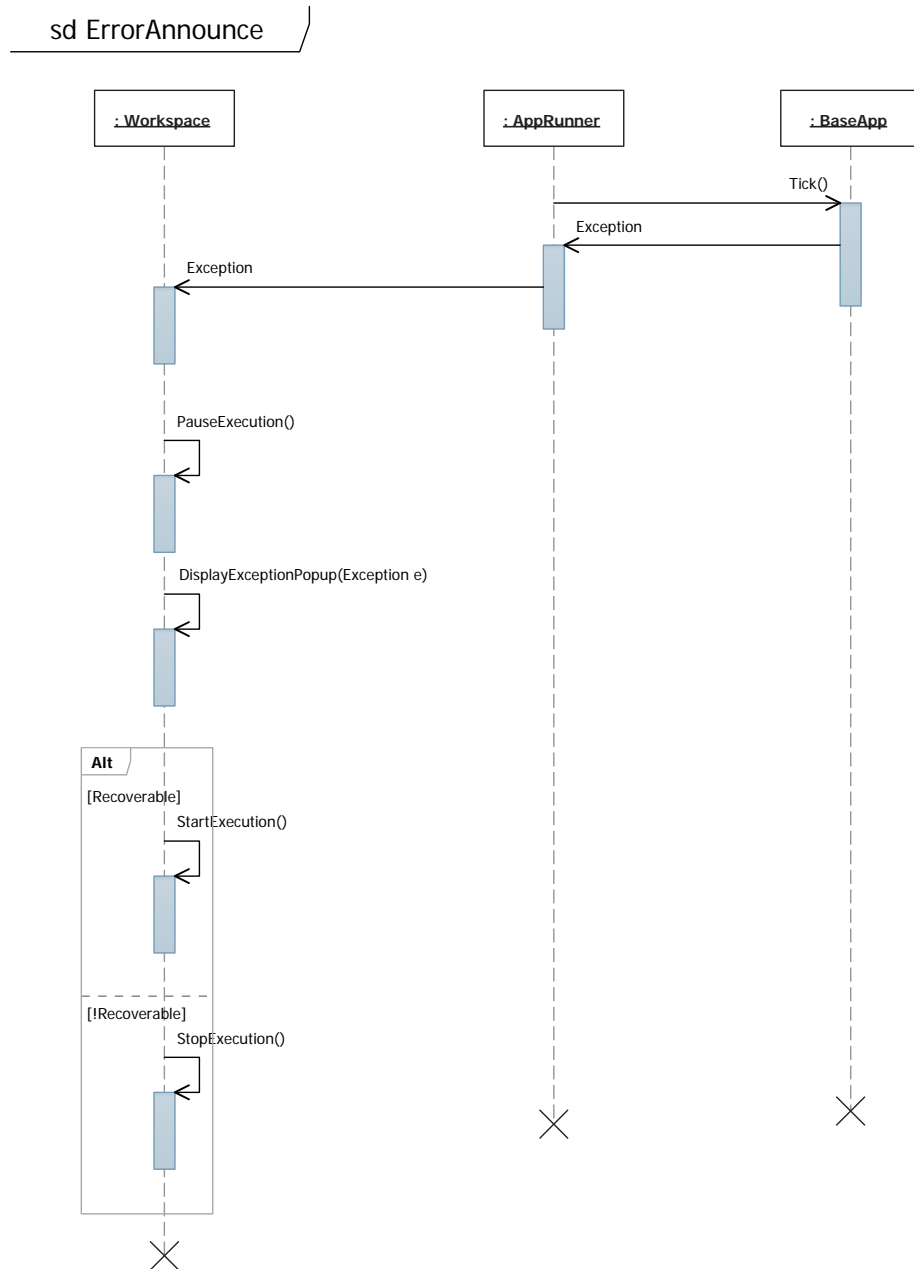 sd ErrorAnnounce
: Workspace
: AppRunner
: BaseApp
Tick()
Exception
Exception
PauseExecution()
DisplayExceptionPopup(Exception e)
Alt
[Recoverable]
StartExecution()
[!Recoverable]
StopExecution()